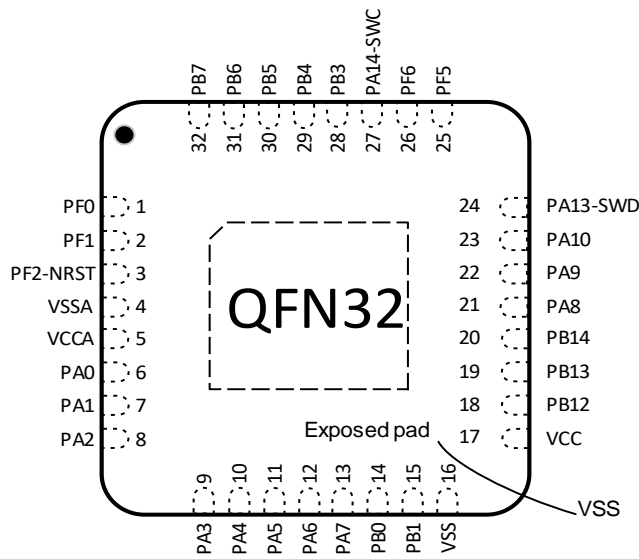 PB7 PB6 PB5 PB4 PB3 PA14-SWC PF6 PF5
32 31 30 29 28 27 26 25
PF0 1
PF1 2
PF2-NRST 3
VSSA 4
VCCA 5
PA0 6
PA1 7
PA2 8
QFN32
24 PA13-SWD
23 PA10
22 PA9
21 PA8
20 PB14
19 PB13
18 PB12
17 VCC
Exposed pad
VSS
9 10 11 12 13 14 15 16
PA3 PA4 PA5 PA6 PA7 PB0 PB1 VSS